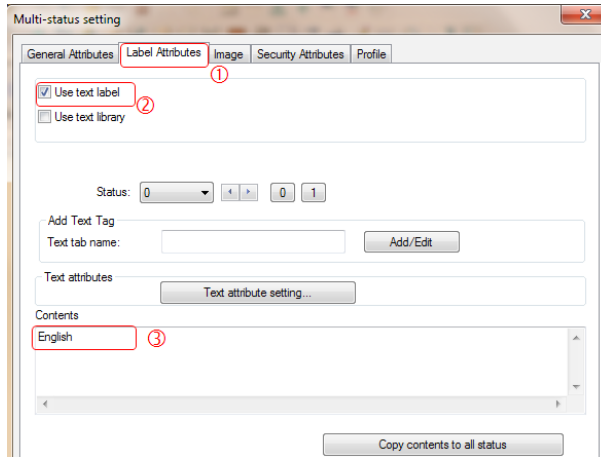 Multi-status setting
General Attributes Label Attributes Image Security Attributes Profile
①
Use text label
②
Use text library
Status: 0 0 1
Add Text Tag
Text tab name: Add/Edit
Text attributes
Text attribute setting...
Contents
English ③
Copy contents to all status